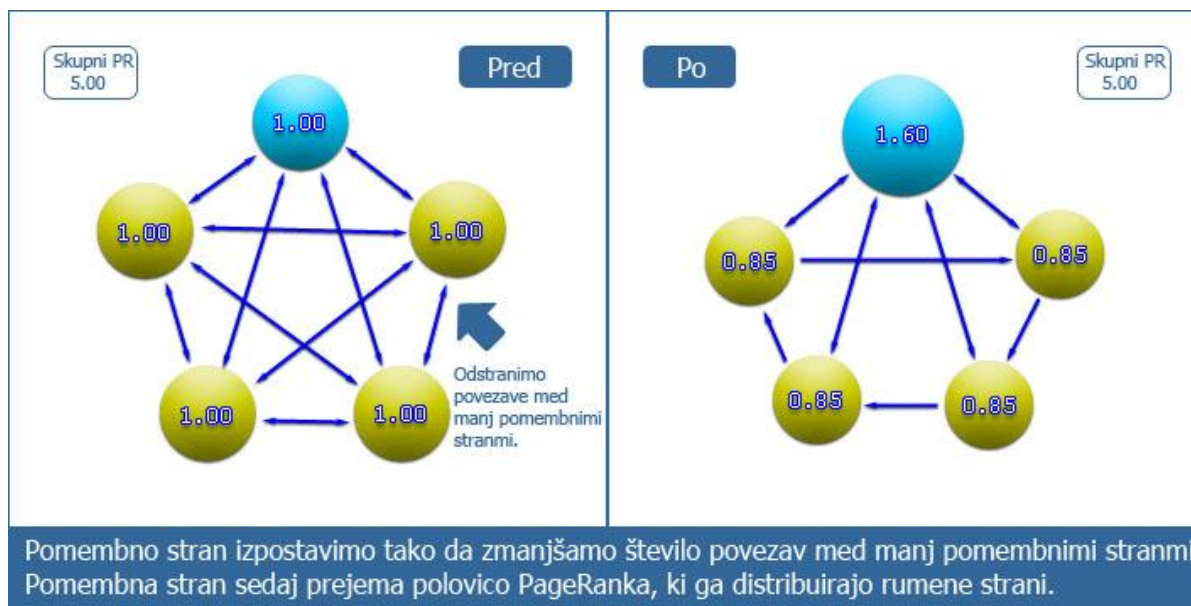 Skupni PR
5.00
Pred
1.00
1.00
1.00
1.00
1.00
Odstranimo
povezave med
manj pomembnimi
stranmi.
Po
Skupni PR
5.00
1.60
0.85
0.85
0.85
0.85
Pomembno stran izpostavimo tako da zmanjšamo število povezav med manj pomembnimi stranmi
Pomembna stran sedaj prejema polovico PageRanka, ki ga distribuirajo rumene strani.